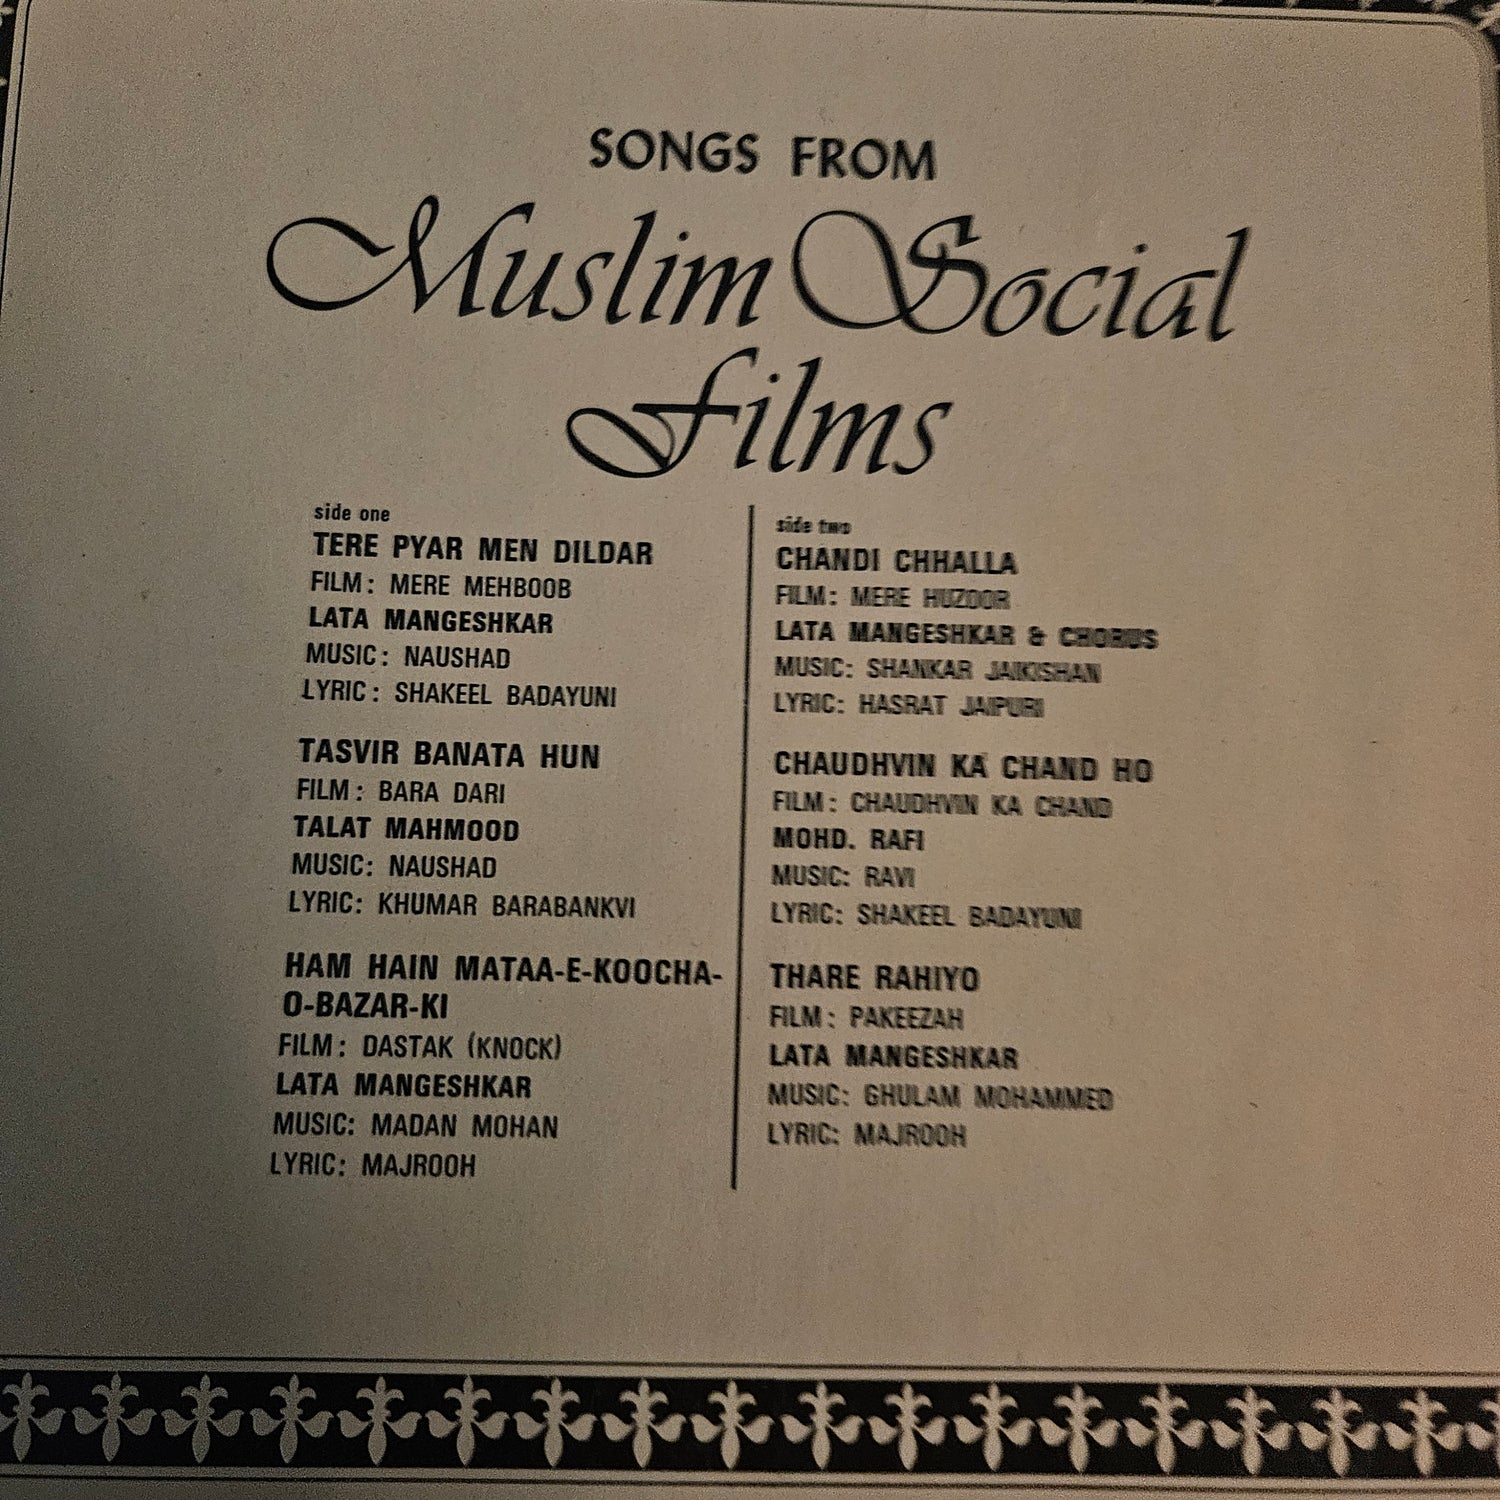 SONGS FROM
Muslim Social
Films
side one
TERE PYAR MEN DILDAR
FILM: MERE MEHBOOB
LATA MANGESHKAR
MUSIC: NAUSHAD
LYRIC: SHAKEEL BADAYUNI
TASVIR BANATA HUN
FILM: BARA DARI
TALAT MAHMOOD
MUSIC: NAUSHAD
LYRIC: KHUMAR BARABANKVI
HAM HAIN MATAA-E-KOOCHA-
O-BAZAR-KI
FILM: DASTAK (KNOCK)
LATA MANGESHKAR
MUSIC: MADAN MOHAN
LYRIC: MAJROOH
side two
CHANDI CHHALLA
FILM: MERE HUZOOR
LATA MANGESHKAR & CHORUS
MUSIC: SHANKAR JAIKISHAN
LYRIC: HASRAT JAIPURI
CHAUDHVIN KA CHAND HO
FILM: CHAUDHVIN KA CHAND
MOHD. RAFI
MUSIC: RAVI
LYRIC: SHAKEEL BADAYUNI
THARE RAHIYO
FILM: PAKEEZAH
LATA MANGESHKAR
MUSIC: GHULAM MOHAMMED
LYRIC: MAJROOH